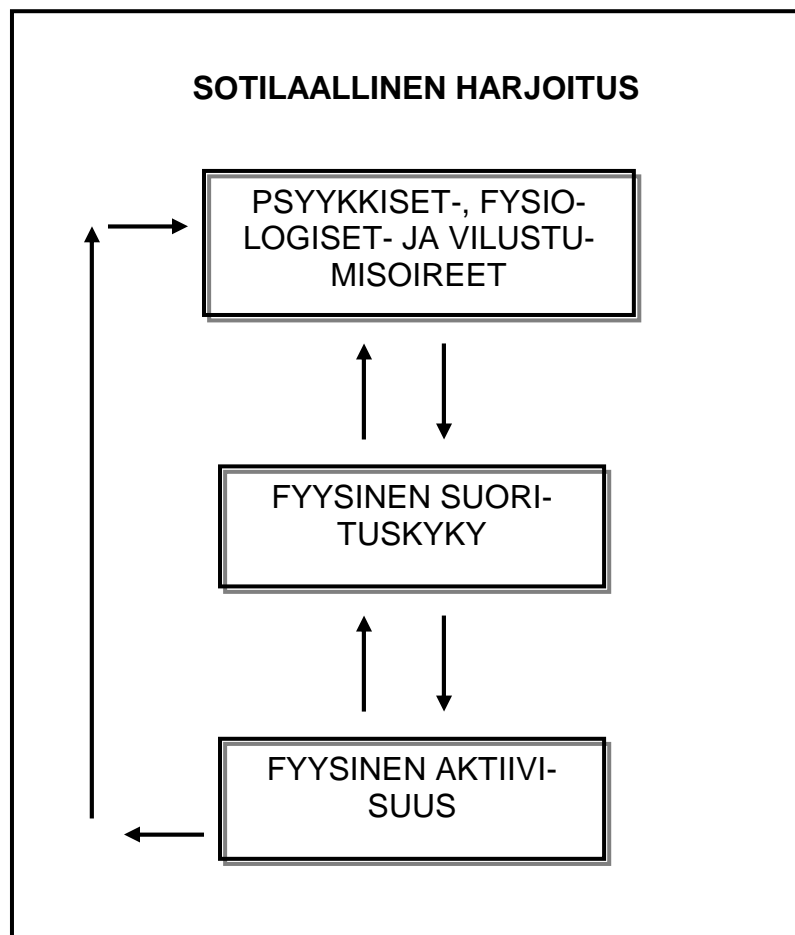 SOTILAALLINEN HARJOITUS
PSYYKKISET-, FYSIO-
LOGISET- JA VILUSTU-
MISOIREET
FYYSINEN SUORI-
TUSKYKY
FYYSINEN AKTIIVI-
SUUS